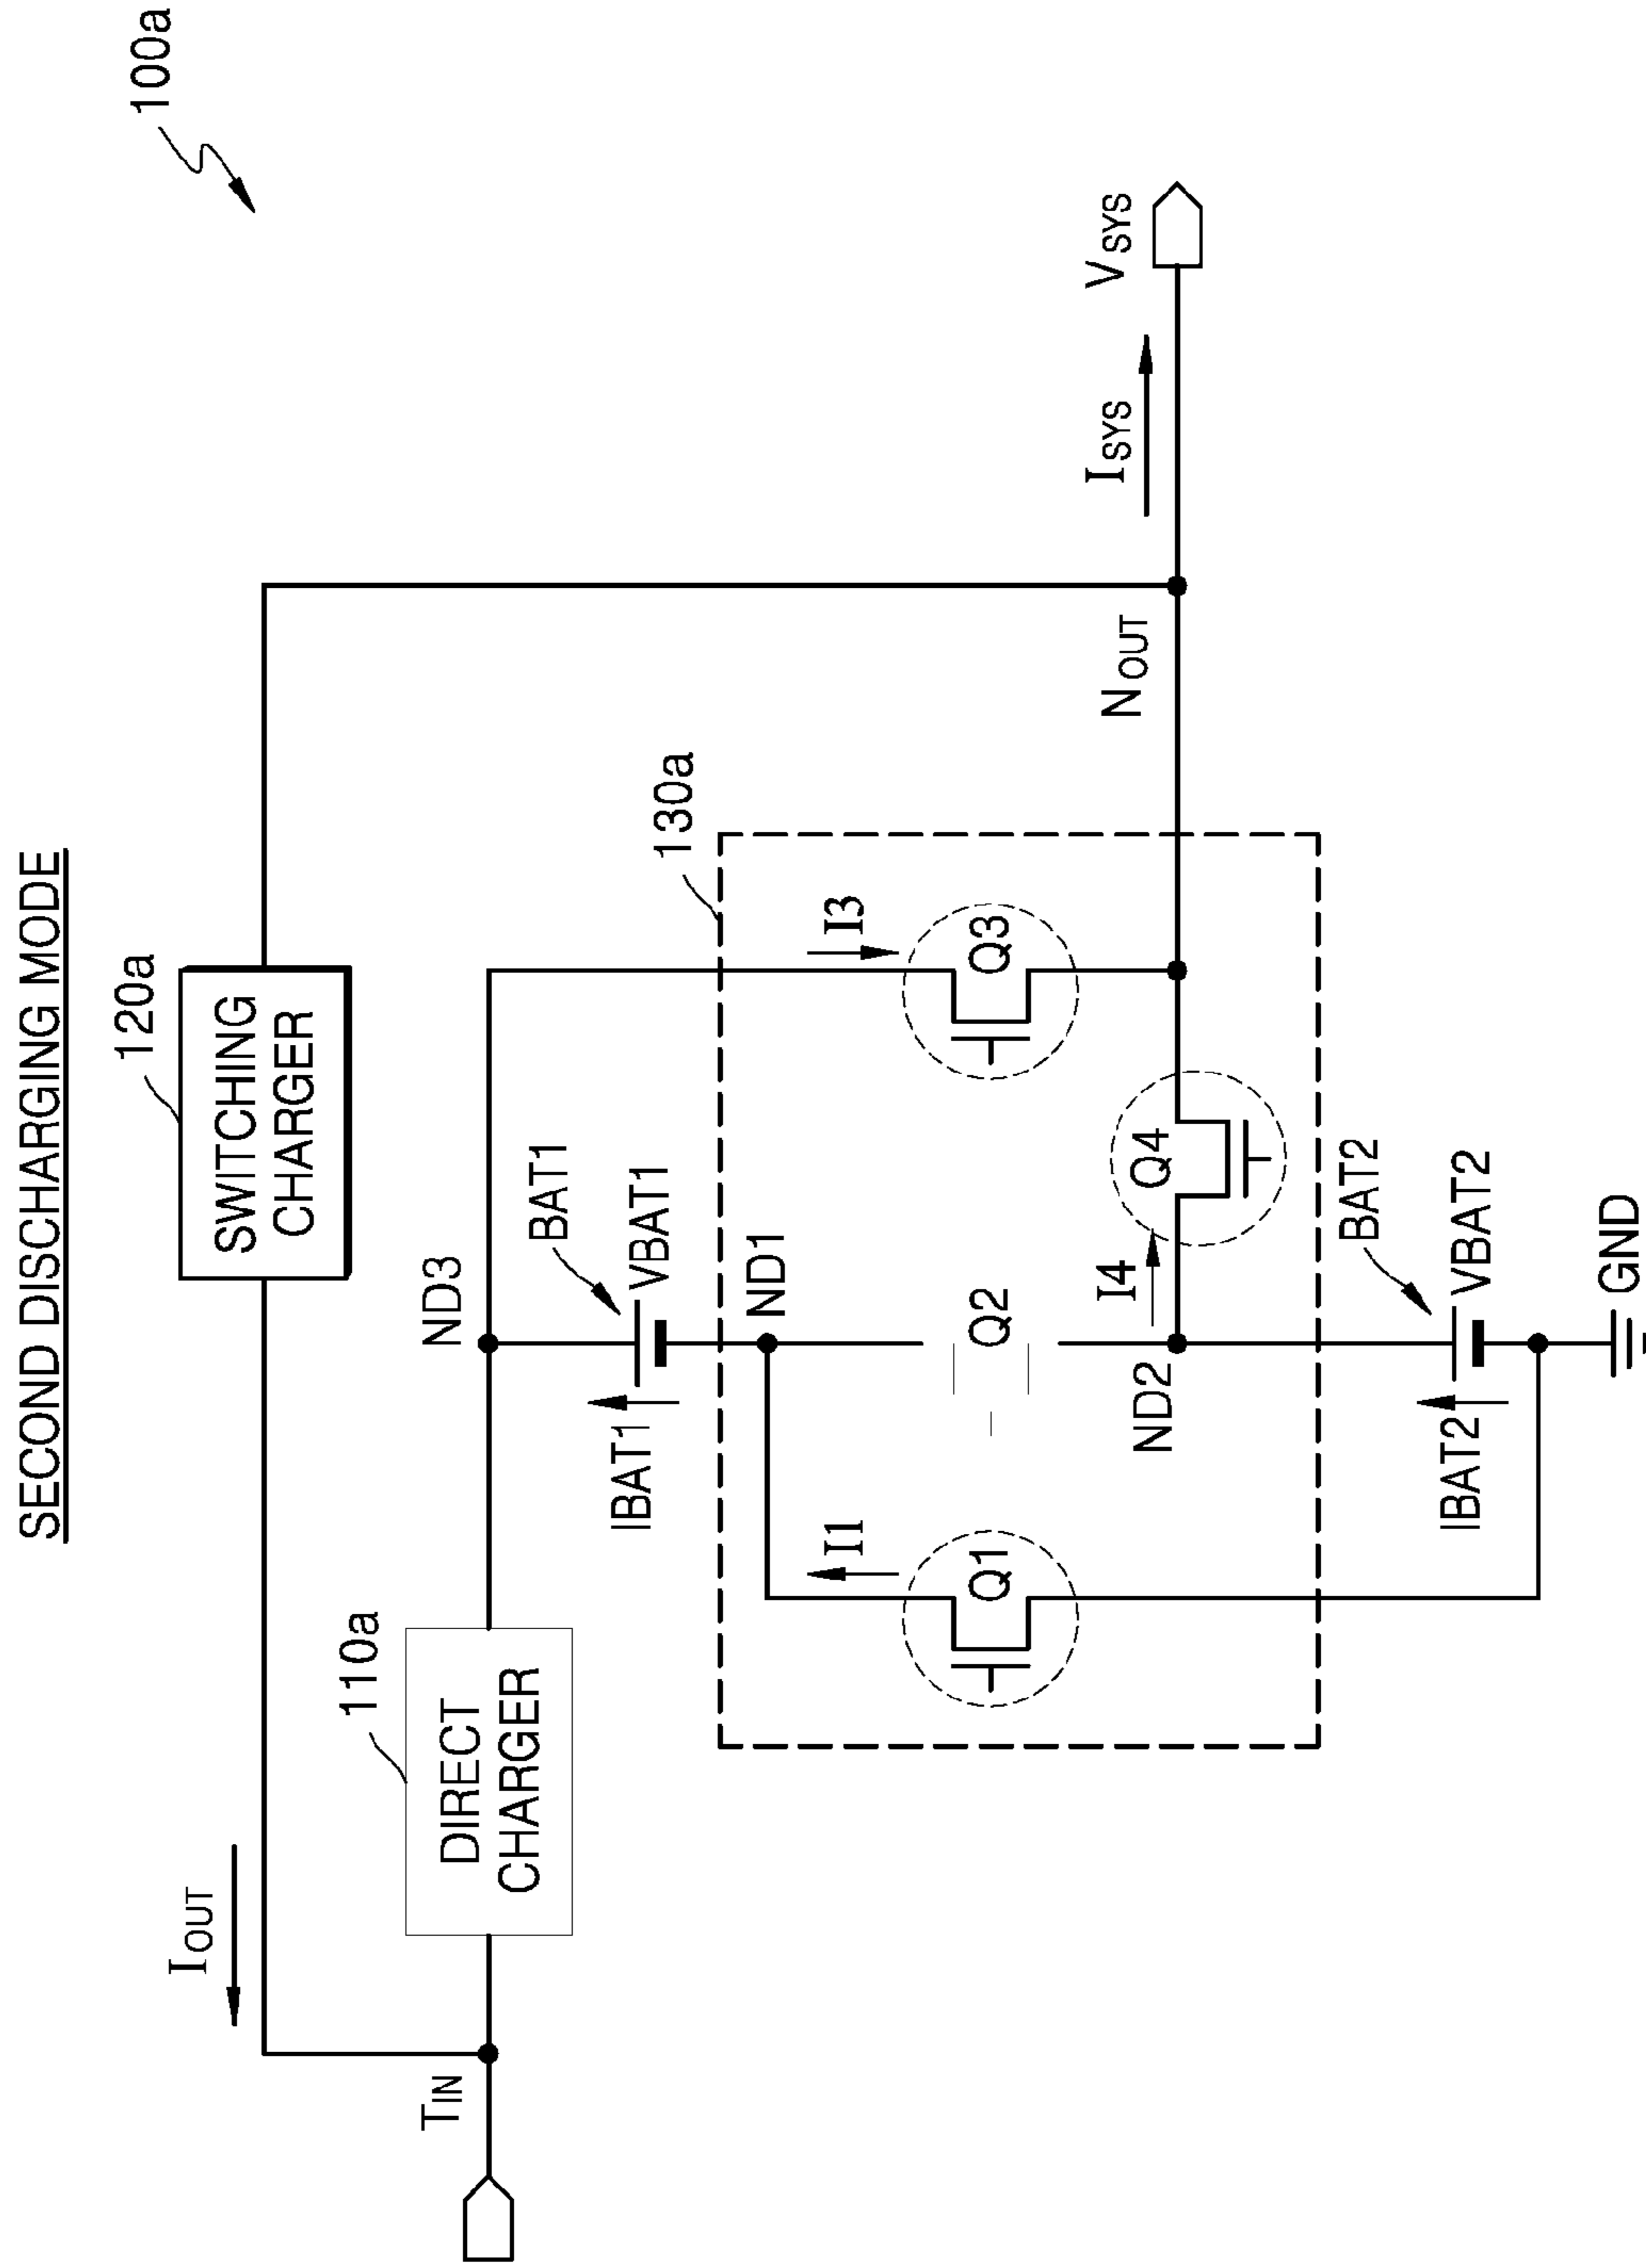 SECOND DISCHARGING MODE
100a
120a
SWITCHING
CHARGER
IOUT
110a
DIRECT
CHARGER
TIN
ND3
BAT1
VBAT1
IBAT1
ND1
130a
I1
Q1
Q2
I3
Q3
I4
Q4
ND2
NOUT
ISYS
VSYS
BAT2
VBAT2
IBAT2
GND